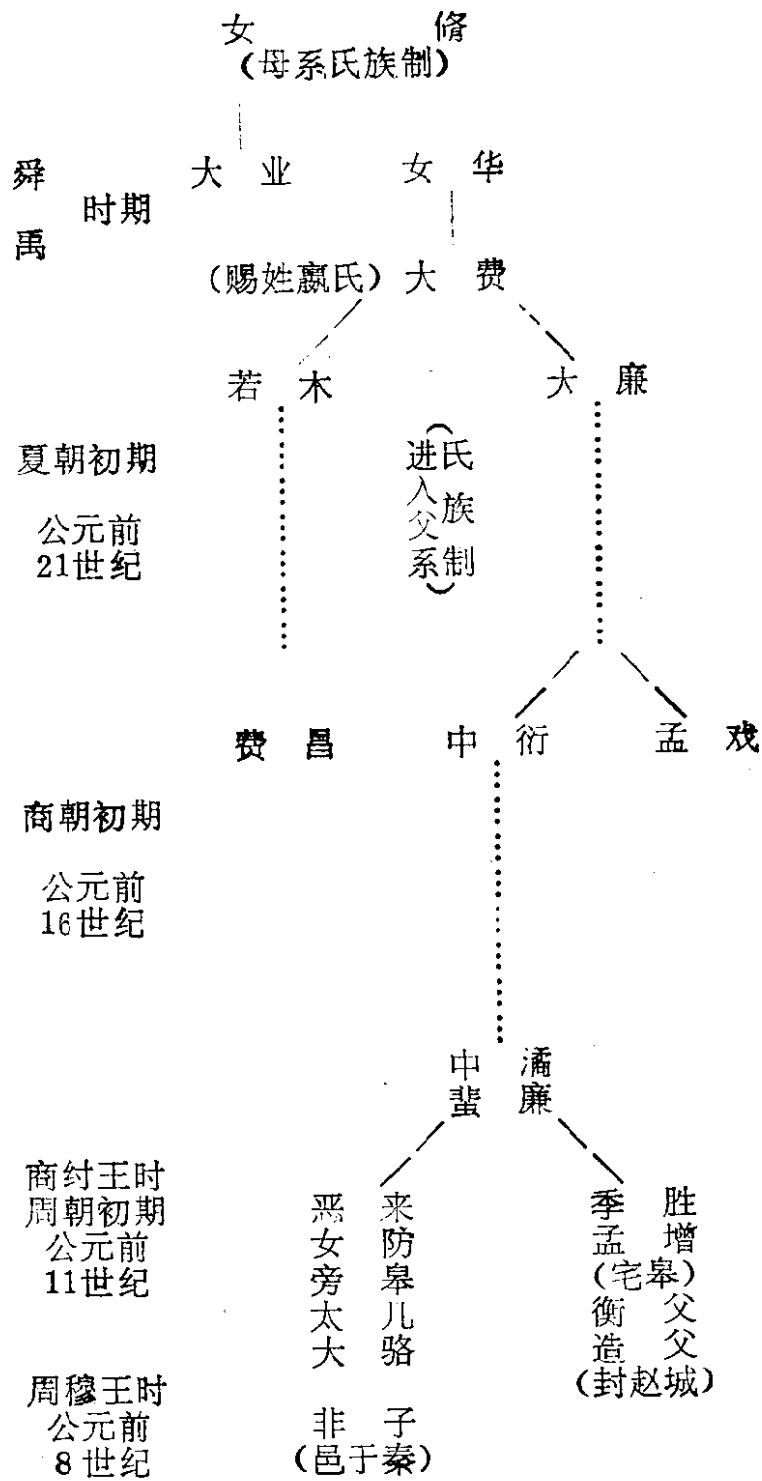 女 脩
(母系氏族制)
舜 大业 女华
时期
禹
(赐姓嬴氏)大费
若木 大廉
夏朝初期
公元前
21世纪
(进入父系氏族制)
费昌 中衍 孟戏
商朝初期
公元前
16世纪
中潏
蜚廉
商纣王时
周朝初期
公元前
11世纪
恶来 季胜
女防 孟增
旁皋 (宅皋)
太几 衡父
大骆 造父
(封赵城)
周穆王时
公元前
8世纪
非子
(邑于秦)